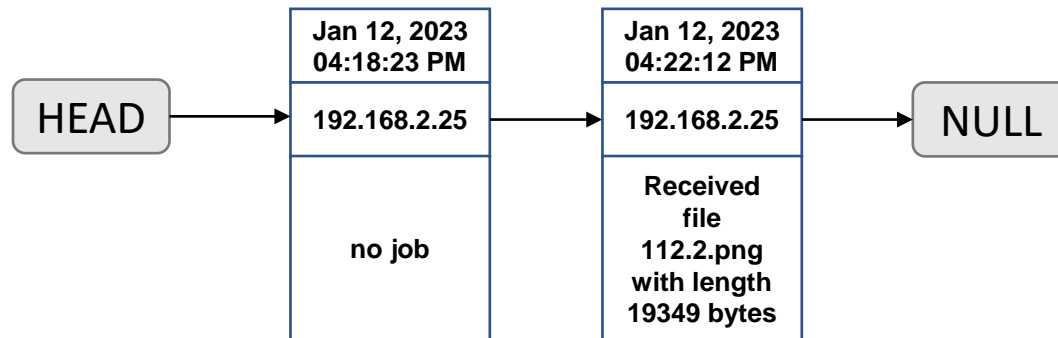 HEAD
Jan 12, 2023
04:18:23 PM
192.168.2.25
no job
Jan 12, 2023
04:22:12 PM
192.168.2.25
Received
file
112.2.png
with length
19349 bytes
NULL